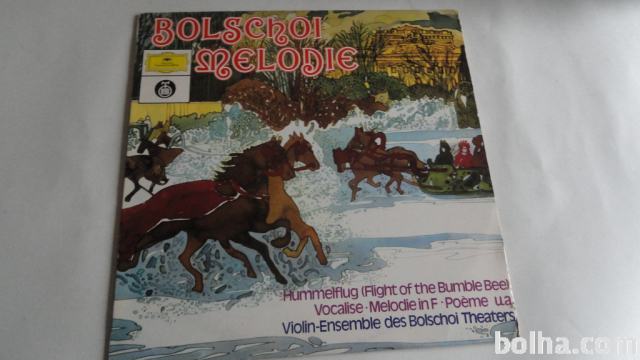 BOLSCHOI
MELODIE
Hummelflug (Flight of the Bumble Bee)
Vocalise · Melodie in F · Poème u.a.
Violin-Ensemble des Bolschoi Theaters
bolha.com